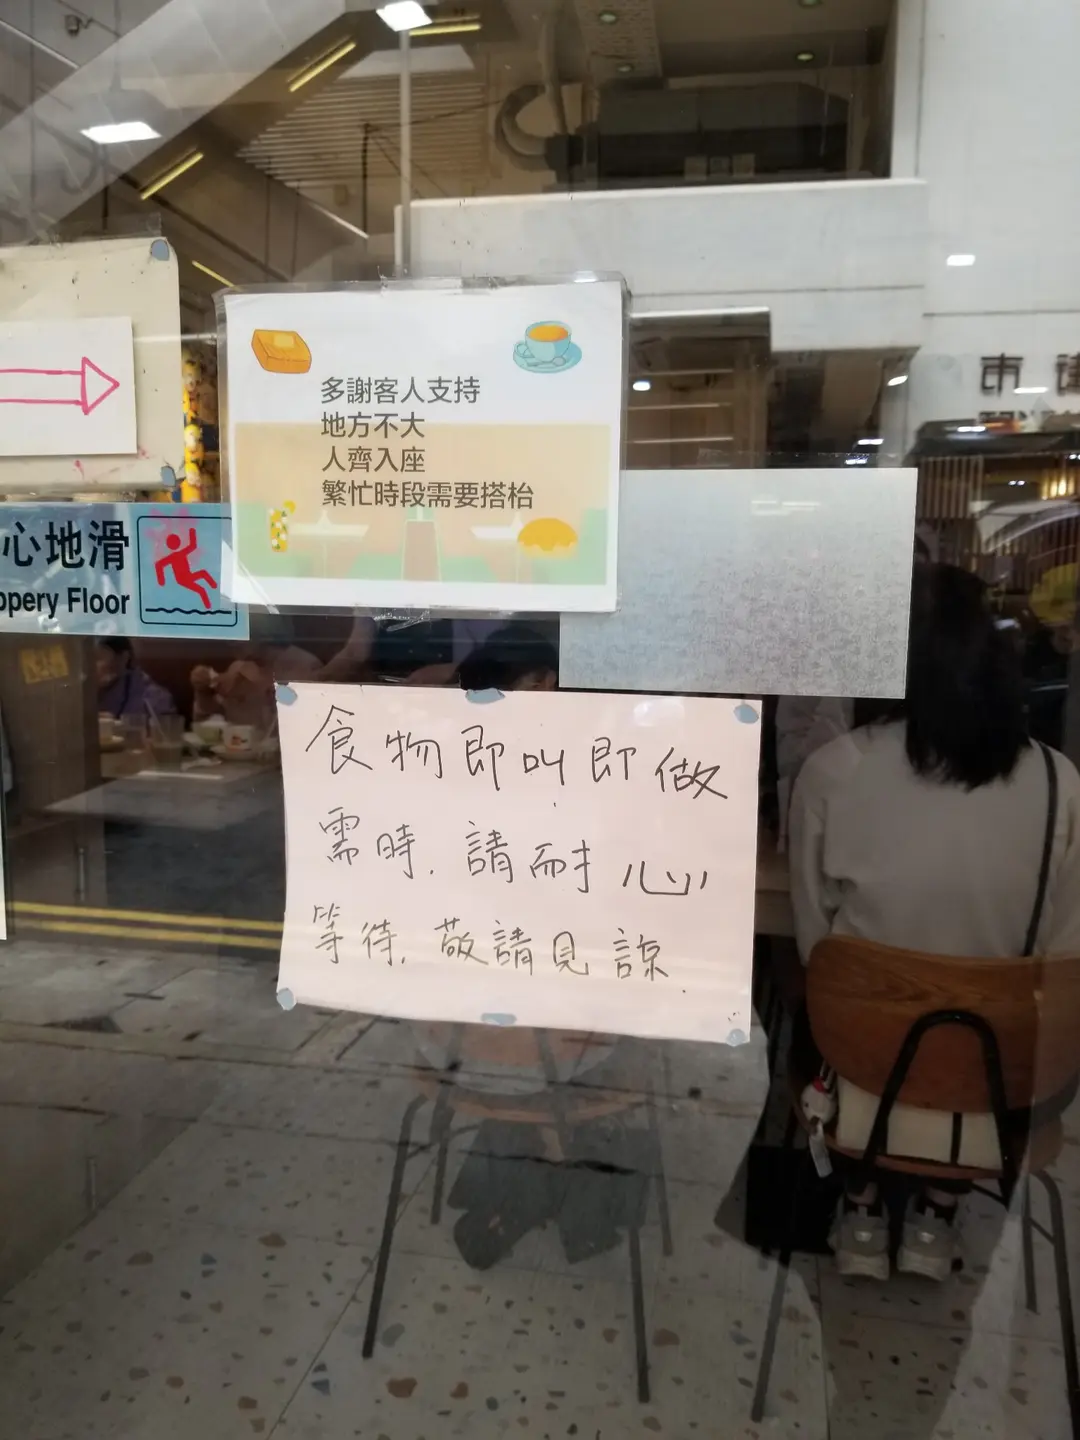 多謝客人支持
地方不大
人齊入座
繁忙時段需要搭枱
心地滑
ppery Floor
食物即叫即做
需時，請耐心
等待，敬請見諒.
市建